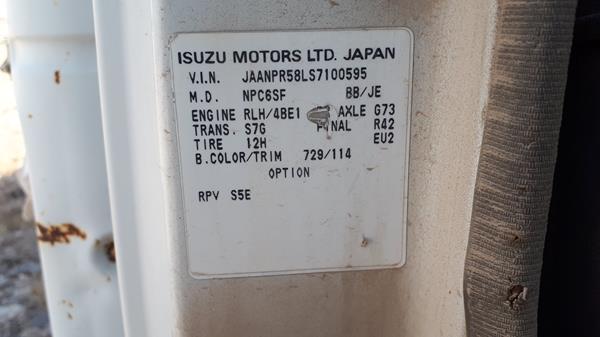 ISUZU MOTORS LTD. JAPAN
V.I.N. JAANPR58LS7100595
M.D. NPC6SF BB/JE
ENGINE RLH/4BE1 AXLE G73
TRANS. S7G FINAL R42
TIRE 12H EU2
B.COLOR/TRIM 729/114
OPTION
RPV S5E